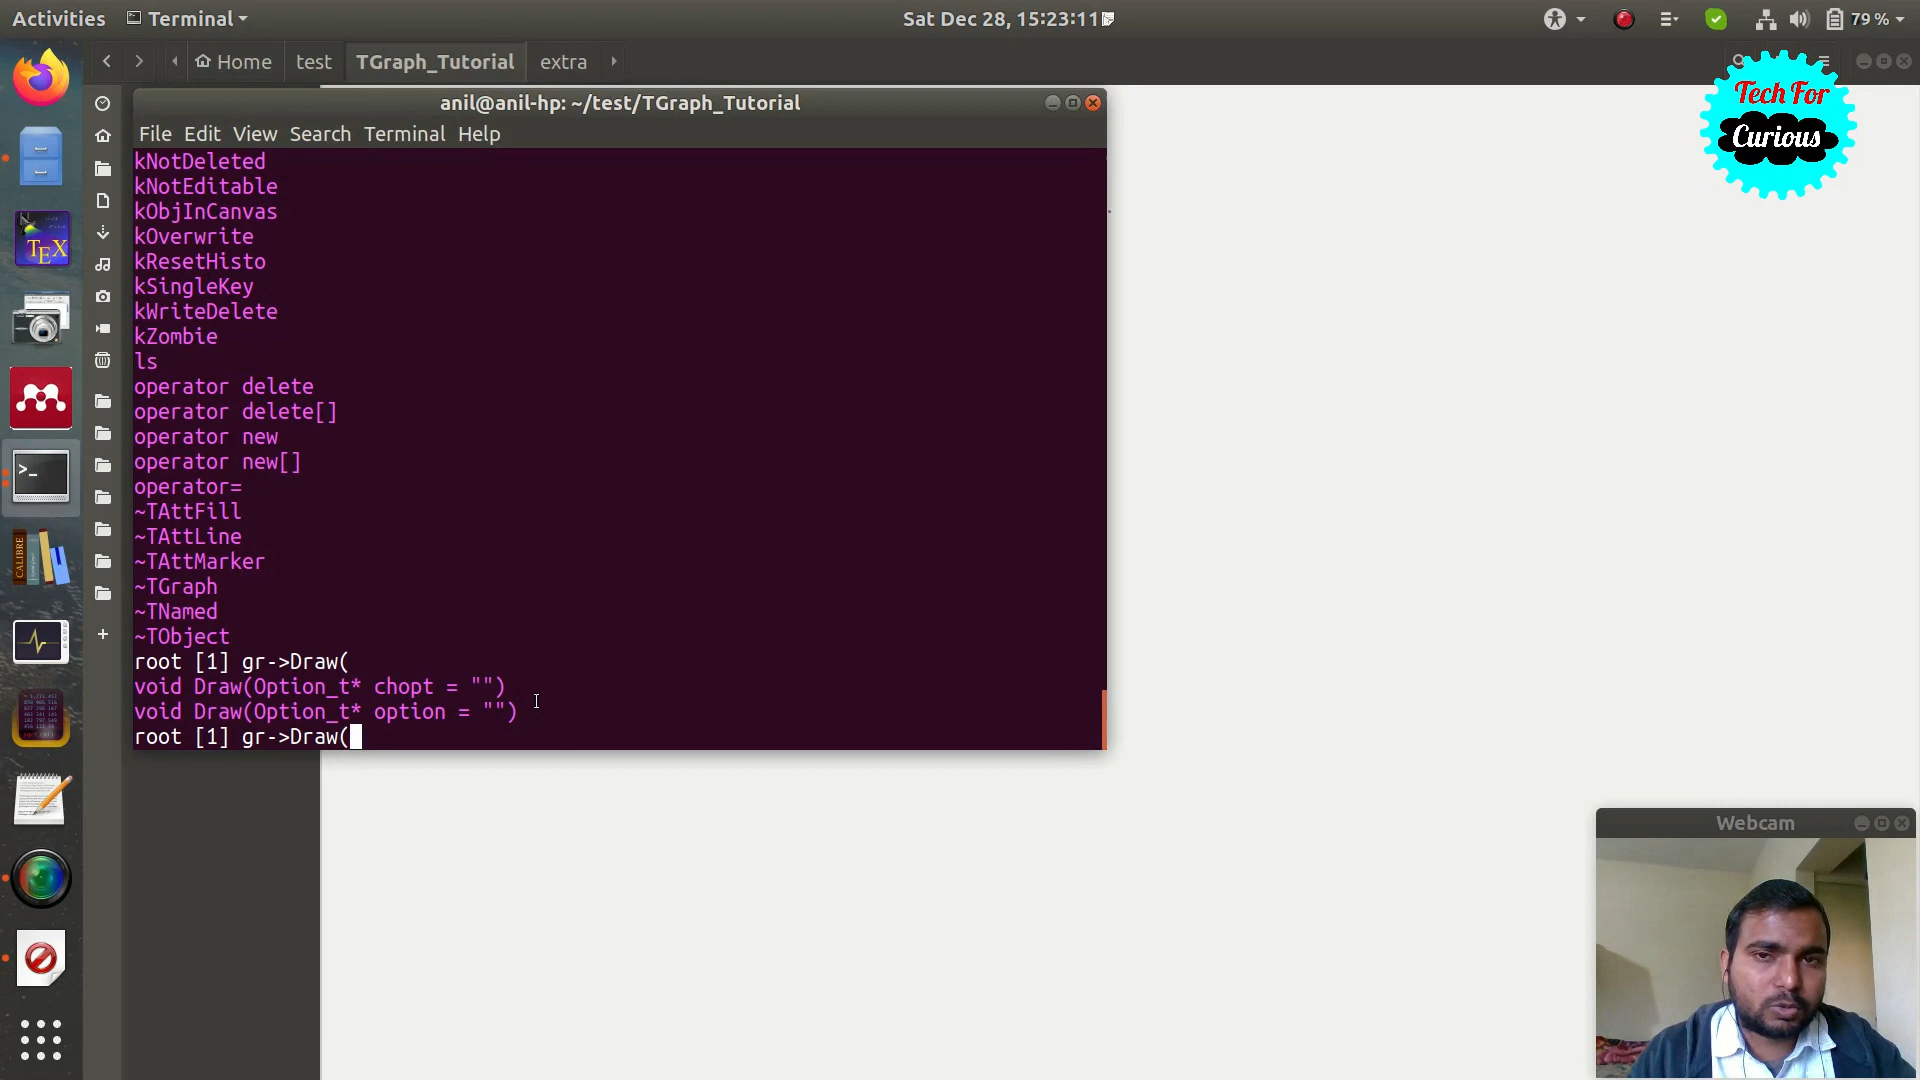 Activities
Terminal
Sat Dec 28, 15:23:11
79 %
Home
test
TGraph_Tutorial
extra
Tech For
Curious
anil@anil-hp: ~/test/TGraph_Tutorial
File Edit View Search Terminal Help
kNotDeleted
kNotEditable
kObjInCanvas
kOverwrite
kResetHisto
kSingleKey
kWriteDelete
kZombie
ls
operator delete
operator delete[]
operator new
operator new[]
operator=
~TAttFill
~TAttLine
~TAttMarker
~TGraph
~TNamed
~TObject
root [1] gr->Draw(
void Draw(Option_t* chopt = "")
void Draw(Option_t* option = "")
root [1] gr->Draw(
TEX
CALIBRE
Webcam